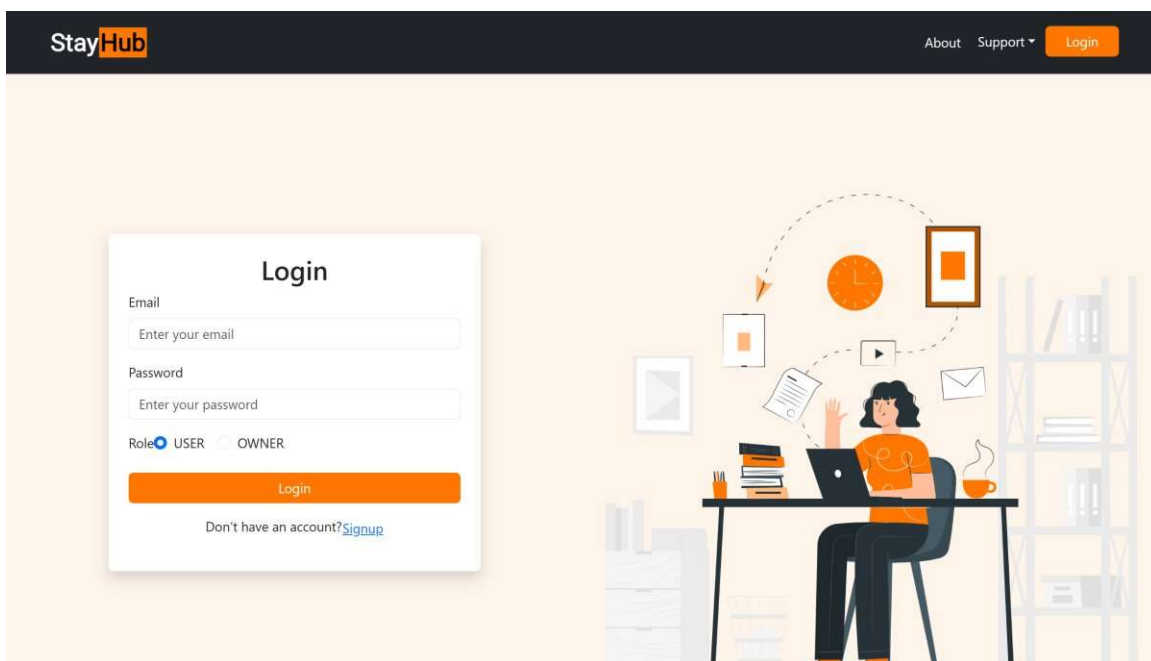 StayHub
About Support Login
Login
Email
Enter your email
Password
Enter your password
Role USER OWNER
Login
Don't have an account?Signup